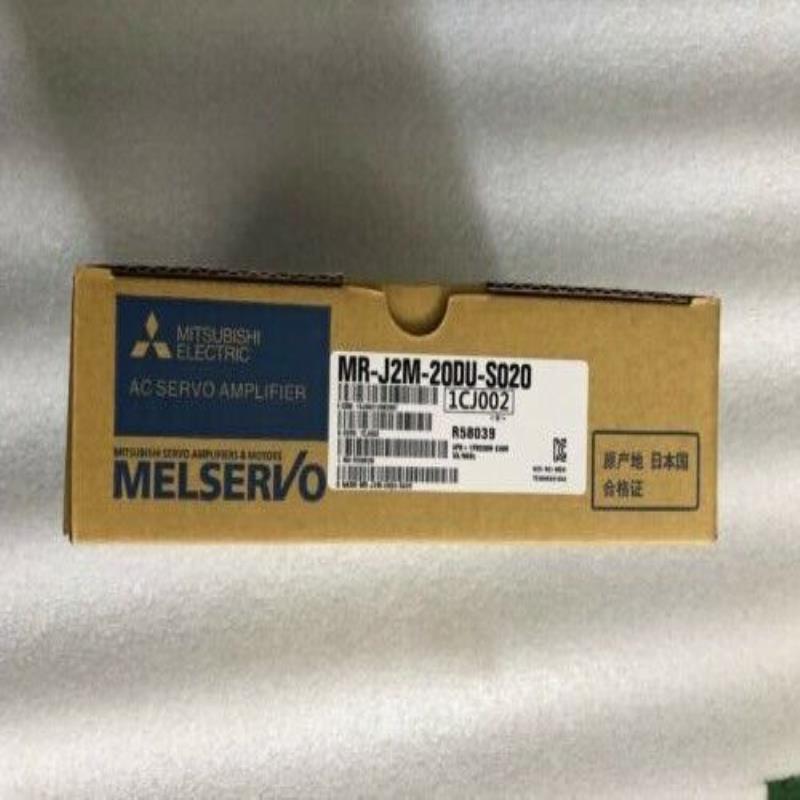 MITSUBISHI
ELECTRIC
AC SERVO AMPLIFIER
MITSUBISHI SERVO AMPLIFIERS & MOTORS
MELSERVO
MR-J2M-20DU-S020
1CJ002
R58039
原产地 日本国
合格证